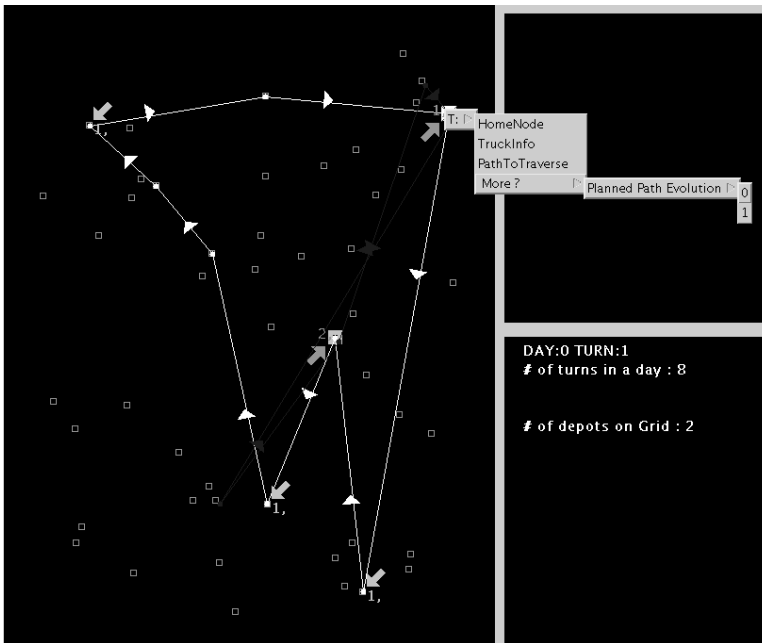 1
1,
T:
HomeNode
TruckInfo
PathToTraverse
More ?
Planned Path Evolution
0
1
2
DAY:0 TURN:1
# of turns in a day : 8
# of depots on Grid : 2
1,
1,